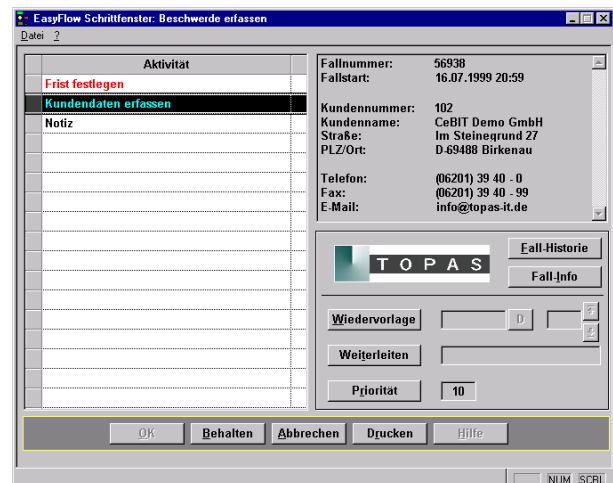 EasyFlow Schrittfenster: Beschwerde erfassen
Datei ?
Aktivität
Frist festlegen
Kundendaten erfassen
Notiz
Fallnummer: 56938
Fallstart: 16.07.1999 20:59
Kundennummer: 102
Kundenname: CeBIT Demo GmbH
Straße: Im Steinegrund 27
PLZ/Ort: D-69488 Birkenau
Telefon: (06201) 39 40 - 0
Fax: (06201) 39 40 - 99
E-Mail: info@topas-it.de
TOPAS
Fall-Historie
Fall-Info
Wiedervorlage D
Weiterleiten
Priorität 10
OK Behalten Abbrechen Drucken Hilfe
NUM SCRL